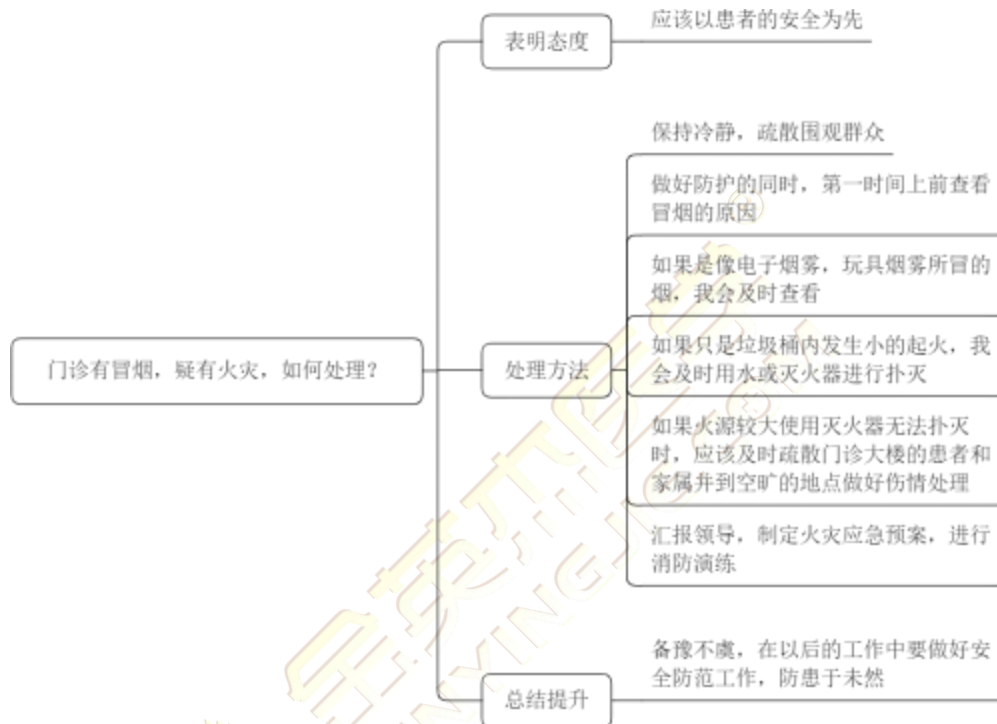 表明态度
应该以患者的安全为先
保持冷静，疏散围观群众
做好防护的同时，第一时间上前查看
冒烟的原因
如果是像电子烟雾，玩具烟雾所冒的
烟，我会及时查看
门诊有冒烟，疑有火灾，如何处理？
处理方法
如果只是垃圾桶内发生小的起火，我
会及时用水或灭火器进行扑灭
如果火源较大使用灭火器无法扑灭
时，应该及时疏散门诊大楼的患者和
家属并到空旷的地点做好伤情处理
汇报领导，制定火灾应急预案，进行
消防演练
总结提升
备豫不虞，在以后的工作中要做好安
全防范工作，防患于未然